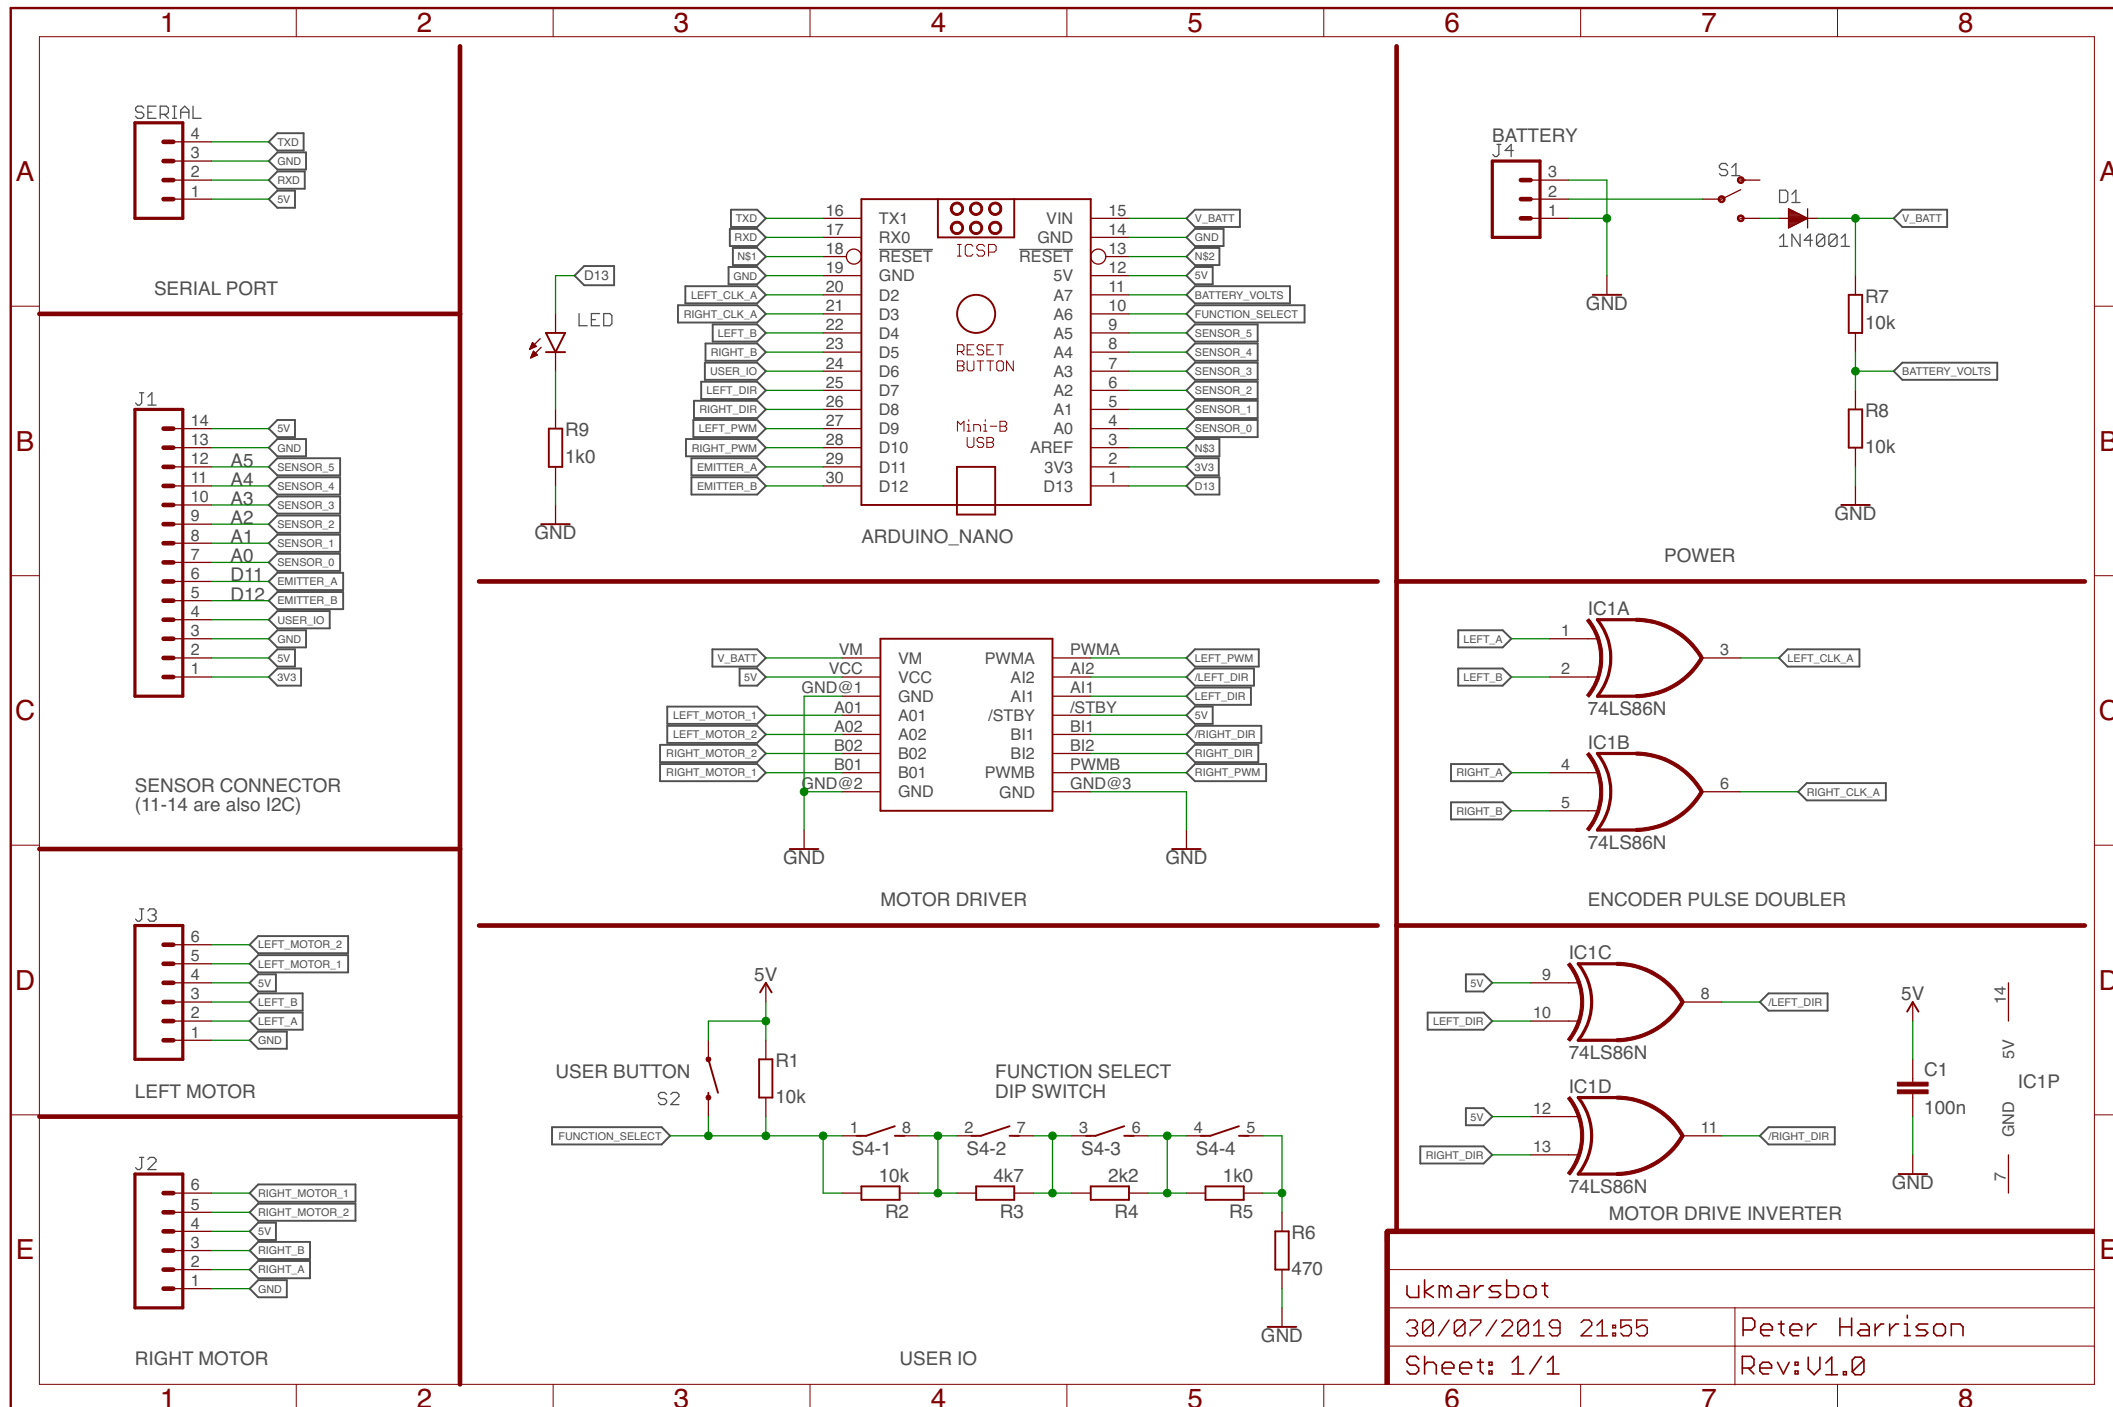 1 2 3 4 5 6 7 8
A
B
C
D
E
A
B
C
D
E
SERIAL
4 TXD
3 GND
2 RXD
1 5V
SERIAL PORT
J1
14 5V
13 GND
12 A5 SENSOR_5
11 A4 SENSOR_4
10 A3 SENSOR_3
9 A2 SENSOR_2
8 A1 SENSOR_1
7 A0 SENSOR_0
6 D11 EMITTER_A
5 D12 EMITTER_B
4 USER_IO
3 GND
2 5V
1 3V3
SENSOR CONNECTOR
(11-14 are also I2C)
J3
6 LEFT_MOTOR_2
5 LEFT_MOTOR_1
4 5V
3 LEFT_B
2 LEFT_A
1 GND
LEFT MOTOR
J2
6 RIGHT_MOTOR_1
5 RIGHT_MOTOR_2
4 5V
3 RIGHT_B
2 RIGHT_A
1 GND
RIGHT MOTOR
D13
LED
R9
1k0
GND
TXD 16 TX1 VIN 15 V_BATT
RXD 17 RX0 GND 14 GND
N$1 18 RESET RESET 13 N$2
GND 19 GND 5V 12 5V
LEFT_CLK_A 20 D2 A7 11 BATTERY_VOLTS
RIGHT_CLK_A 21 D3 A6 10 FUNCTION_SELECT
LEFT_B 22 D4 A5 9 SENSOR_5
RIGHT_B 23 D5 A4 8 SENSOR_4
USER_IO 24 D6 A3 7 SENSOR_3
LEFT_DIR 25 D7 A2 6 SENSOR_2
RIGHT_DIR 26 D8 A1 5 SENSOR_1
LEFT_PWM 27 D9 A0 4 SENSOR_0
RIGHT_PWM 28 D10 AREF 3 N$3
EMITTER_A 29 D11 3V3 2 3V3
EMITTER_B 30 D12 D13 1 D13
ICSP
RESET
BUTTON
Mini-B
USB
ARDUINO_NANO
V_BATT VM VM PWMA PWMA LEFT_PWM
5V VCC VCC AI2 AI2 /LEFT_DIR
GND@1 GND AI1 AI1 LEFT_DIR
LEFT_MOTOR_1 A01 A01 /STBY /STBY 5V
LEFT_MOTOR_2 A02 A02 BI1 BI1 /RIGHT_DIR
RIGHT_MOTOR_2 B02 B02 BI2 BI2 RIGHT_DIR
RIGHT_MOTOR_1 B01 B01 PWMB PWMB RIGHT_PWM
GND@2 GND GND GND@3
GND GND
MOTOR DRIVER
5V
USER BUTTON
S2
R1
10k
FUNCTION SELECT
DIP SWITCH
FUNCTION_SELECT
1 8 2 7 3 6 4 5
S4-1 S4-2 S4-3 S4-4
10k 4k7 2k2 1k0
R2 R3 R4 R5
R6
470
GND
USER IO
BATTERY
J4
3
2
1
GND
S1
D1
1N4001
V_BATT
R7
10k
BATTERY_VOLTS
R8
10k
GND
POWER
IC1A
LEFT_A 1
LEFT_B 2
3 LEFT_CLK_A
74LS86N
IC1B
RIGHT_A 4
RIGHT_B 5
6 RIGHT_CLK_A
74LS86N
ENCODER PULSE DOUBLER
IC1C
5V 9
LEFT_DIR 10
8 /LEFT_DIR
74LS86N
IC1D
5V 12
RIGHT_DIR 13
11 /RIGHT_DIR
74LS86N
5V
C1
100n
GND
14
5V
IC1P
GND
7
MOTOR DRIVE INVERTER
ukmarsbot
30/07/2019 21:55 Peter Harrison
Sheet: 1/1 Rev:V1.0
1 2 3 4 5 6 7 8